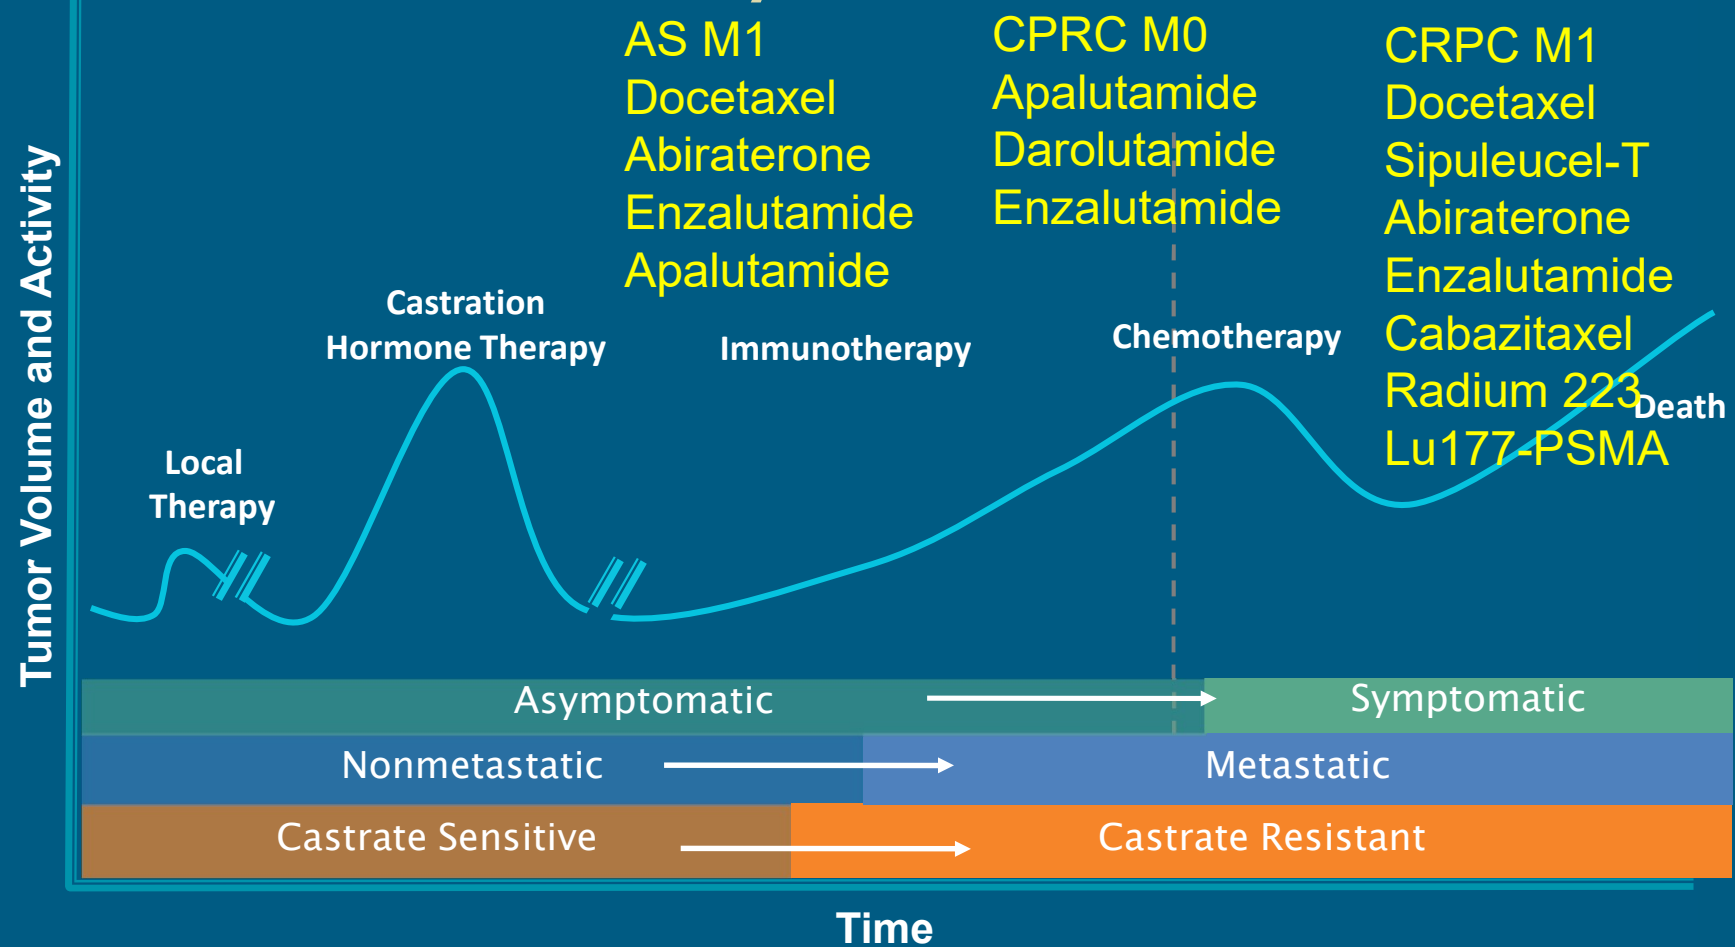 AS M1
Docetaxel
Abiraterone
Enzalutamide
Apalutamide
CPRC M0
Apalutamide
Darolutamide
Enzalutamide
CRPC M1
Docetaxel
Sipuleucel-T
Abiraterone
Enzalutamide
Cabazitaxel
Radium 223
Lu177-PSMA
Tumor Volume and Activity
Local
Therapy
Castration
Hormone Therapy
Immunotherapy
Chemotherapy
Death
Asymptomatic
Symptomatic
Nonmetastatic
Metastatic
Castrate Sensitive
Castrate Resistant
Time